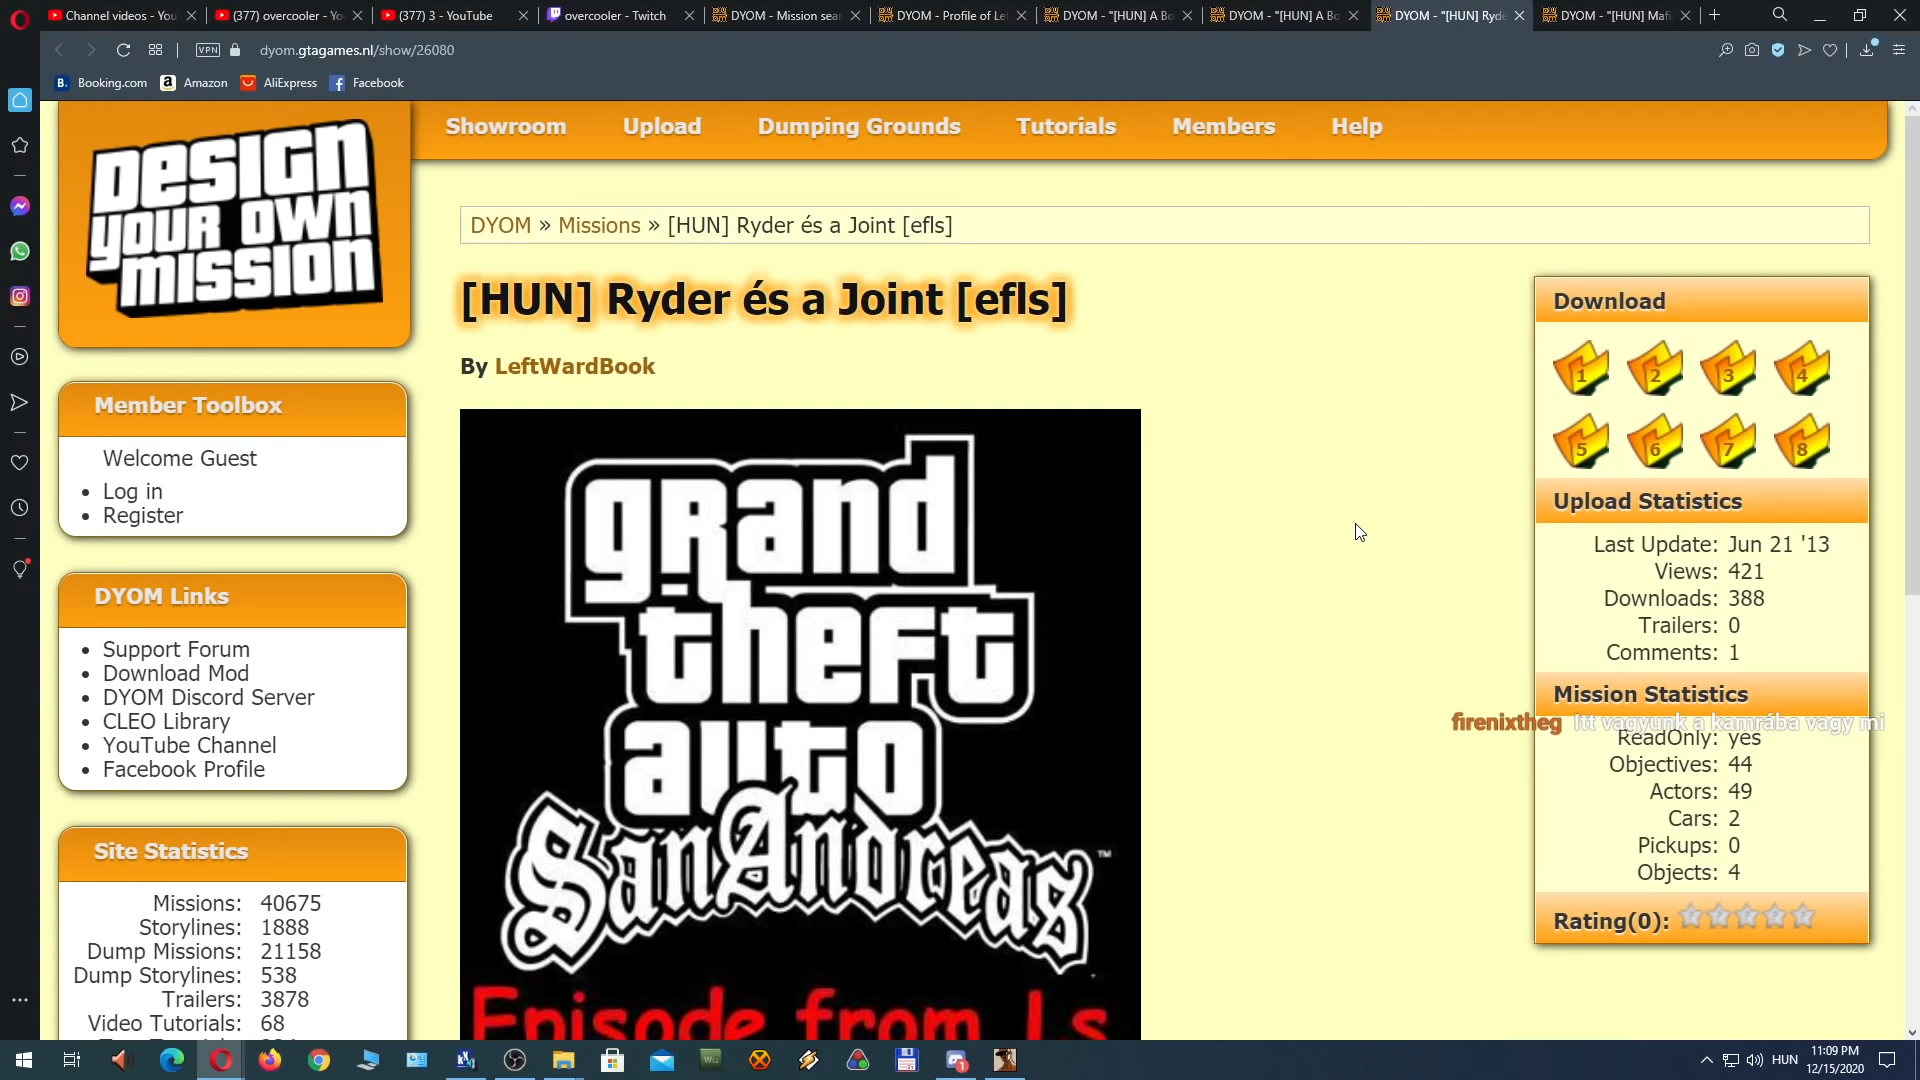 Channel videos - You
(377) overcooler - Yo
(377) 3 - YouTube
overcooler - Twitch
DYOM - Mission sea
DYOM - Profile of Le
DYOM - "[HUN] A Bo
DYOM - "[HUN] A Bo
DYOM - "[HUN] Ryde
DYOM - "[HUN] Mafi
VPN
dyom.gtagames.nl/show/26080
B. Booking.com
a Amazon
AliExpress
Facebook
DESIGN
YOUR OWN
MISSION
Showroom
Upload
Dumping Grounds
Tutorials
Members
Help
DYOM » Missions » [HUN] Ryder és a Joint [efls]
[HUN] Ryder és a Joint [efls]
By LeftWardBook
Member Toolbox
Welcome Guest
Log in
Register
DYOM Links
Support Forum
Download Mod
DYOM Discord Server
CLEO Library
YouTube Channel
Facebook Profile
Site Statistics
Missions: 40675
Storylines: 1888
Dump Missions: 21158
Dump Storylines: 538
Trailers: 3878
Video Tutorials: 68
grand
theft
auto
San Andreas
™
Episode from Ls
Download
1 2 3 4
5 6 7 8
Upload Statistics
Last Update: Jun 21 '13
Views: 421
Downloads: 388
Trailers: 0
Comments: 1
Mission Statistics
firenixtheg Itt vagyunk a kamrába vagy mi
ReadOnly: yes
Objectives: 44
Actors: 49
Cars: 2
Pickups: 0
Objects: 4
Rating(0):
HUN
11:09 PM
12/15/2020